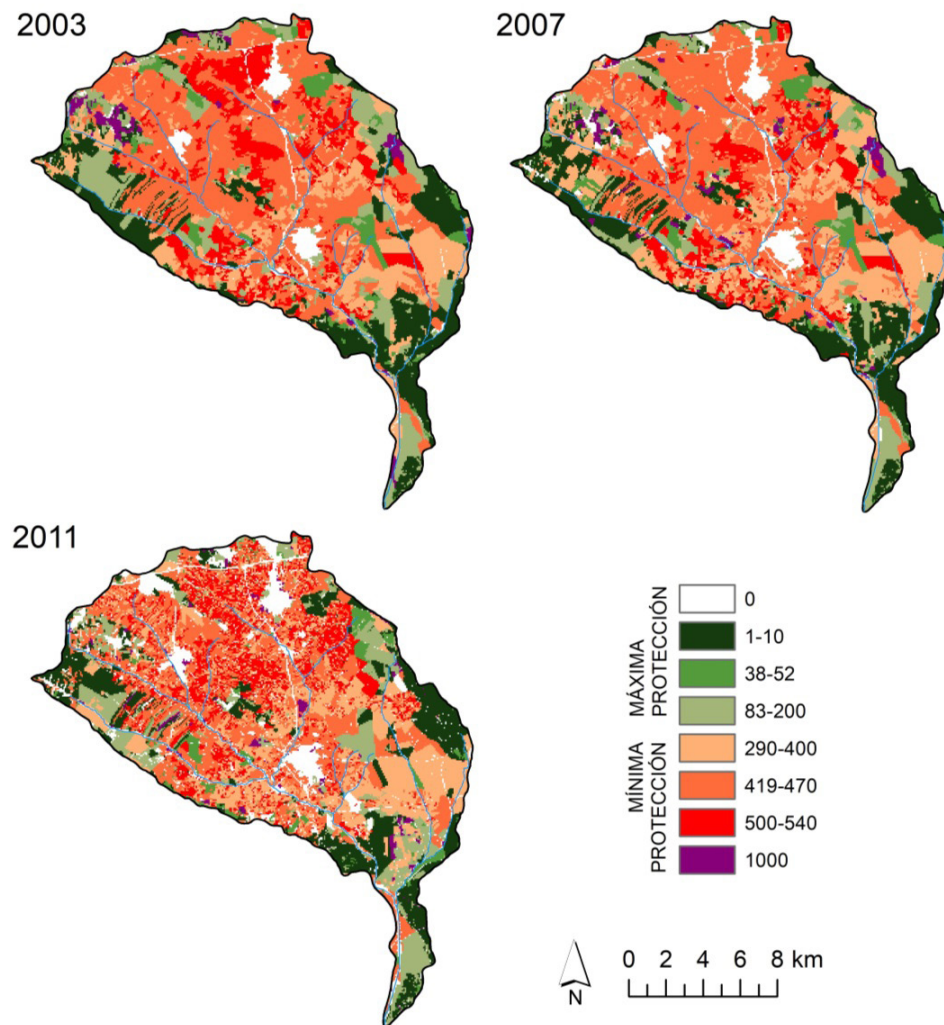 2003
2007
2011
MÁXIMA
PROTECCIÓN
MÍNIMA
PROTECCIÓN
0
1-10
38-52
83-200
290-400
419-470
500-540
1000
N
0 2 4 6 8 km